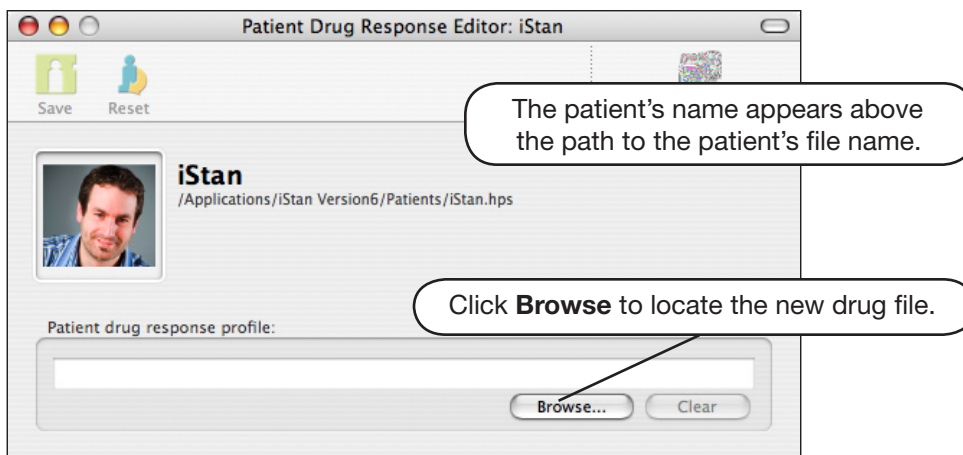 Patient Drug Response Editor: iStan
Save Reset
The patient’s name appears above
the path to the patient’s file name.
iStan
/Applications/iStan Version6/Patients/iStan.hps
Click Browse to locate the new drug file.
Patient drug response profile:
Browse... Clear